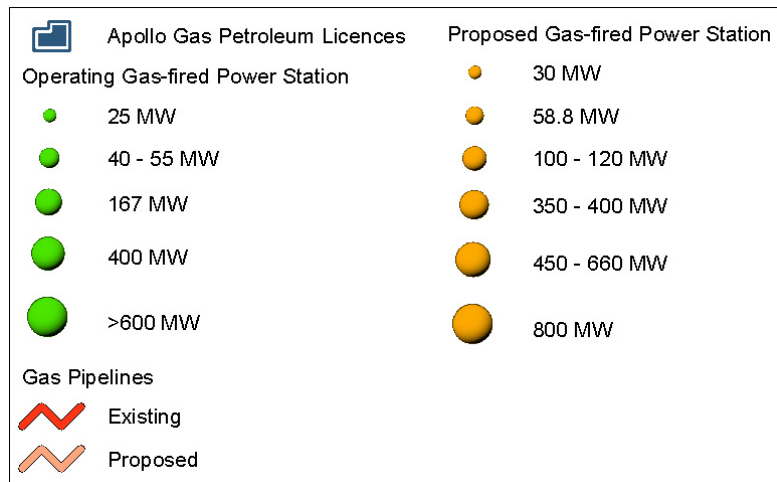 Apollo Gas Petroleum Licences
Operating Gas-fired Power Station
25 MW
40 - 55 MW
167 MW
400 MW
>600 MW
Gas Pipelines
Existing
Proposed
Proposed Gas-fired Power Station
30 MW
58.8 MW
100 - 120 MW
350 - 400 MW
450 - 660 MW
800 MW